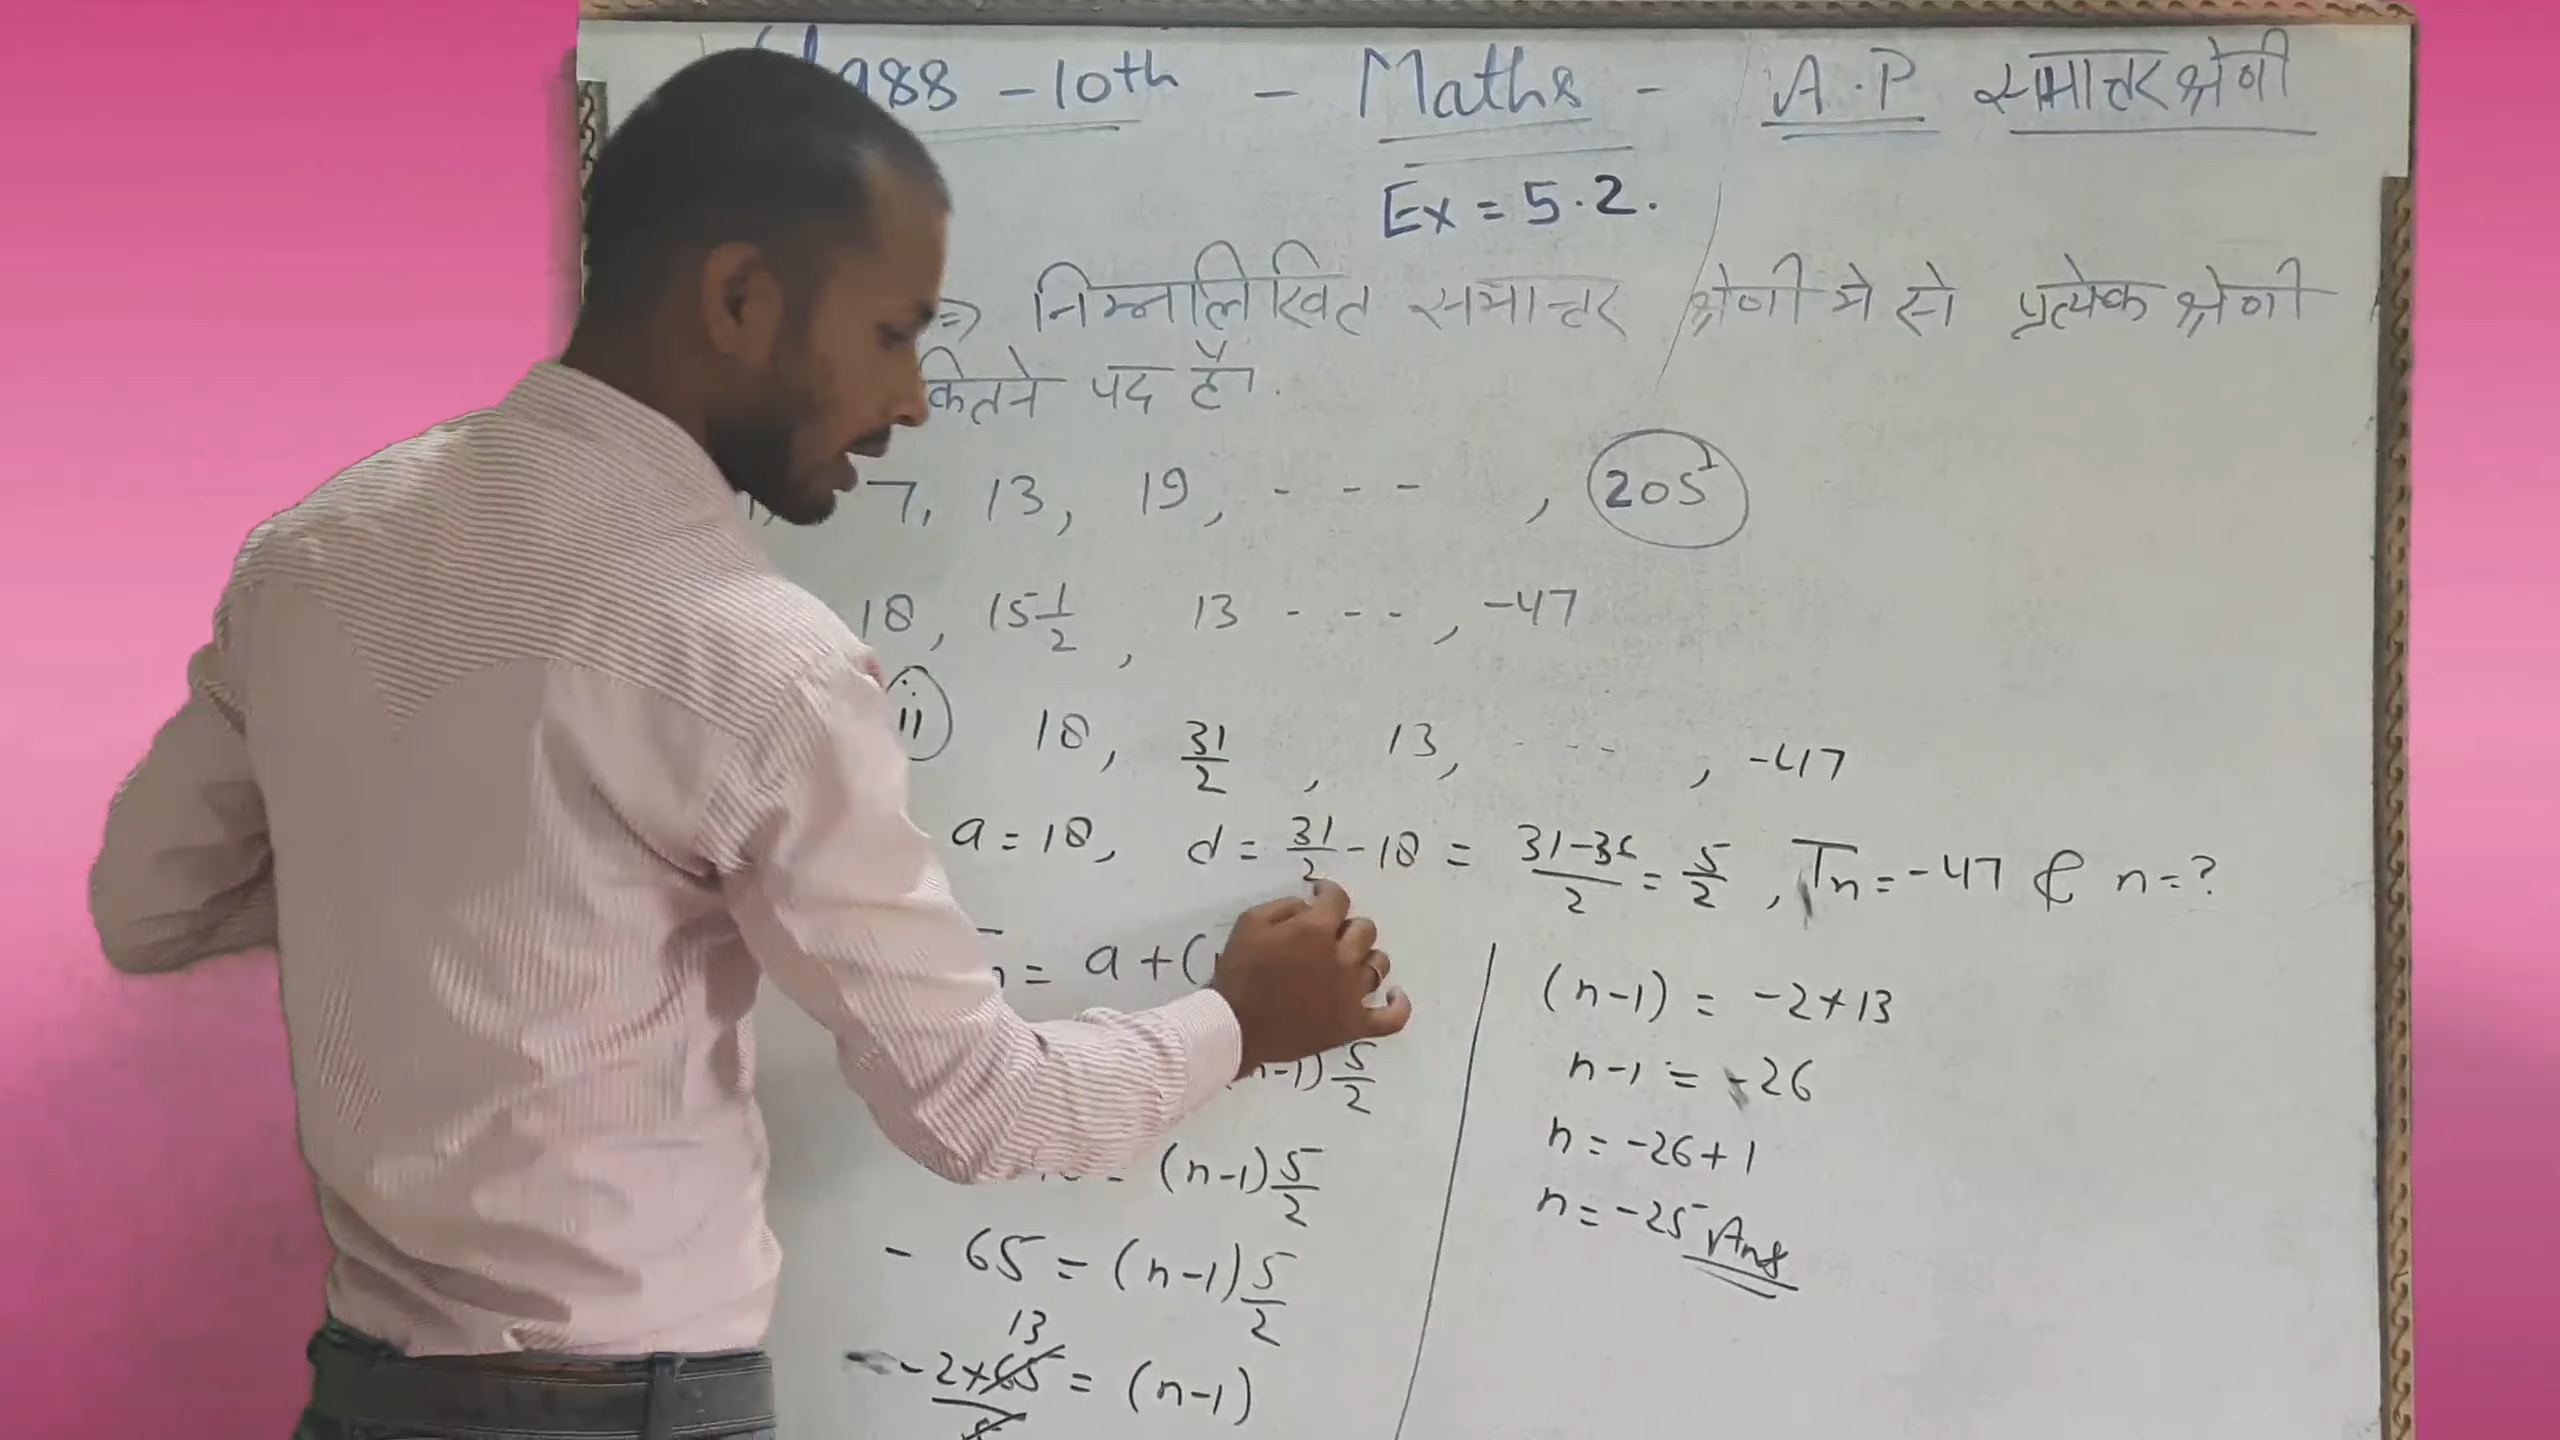 - 10th - Maths - A.P समान्तर श्रेणी
Ex = 5.2.
⇒ निम्नलिखित समान्तर श्रेणी मे से प्रत्येक श्रेणी
कितने पद है।
7, 13, 19, - - - , 205
18, 15 1/2, 13 - - - , -47
ii 18, 31/2, 13, - - - , -47
a = 18, d = 31/2 - 18 = 31-36/2 = 5/2, Tn = -47 & n = ?
= a + (
n-1) 5/2
= (n-1) 5/2
- 65 = (n-1) 5/2
13
-2×65/5 = (n-1)
(n-1) = -2×13
n-1 = -26
n = -26+1
n = -25 Ans